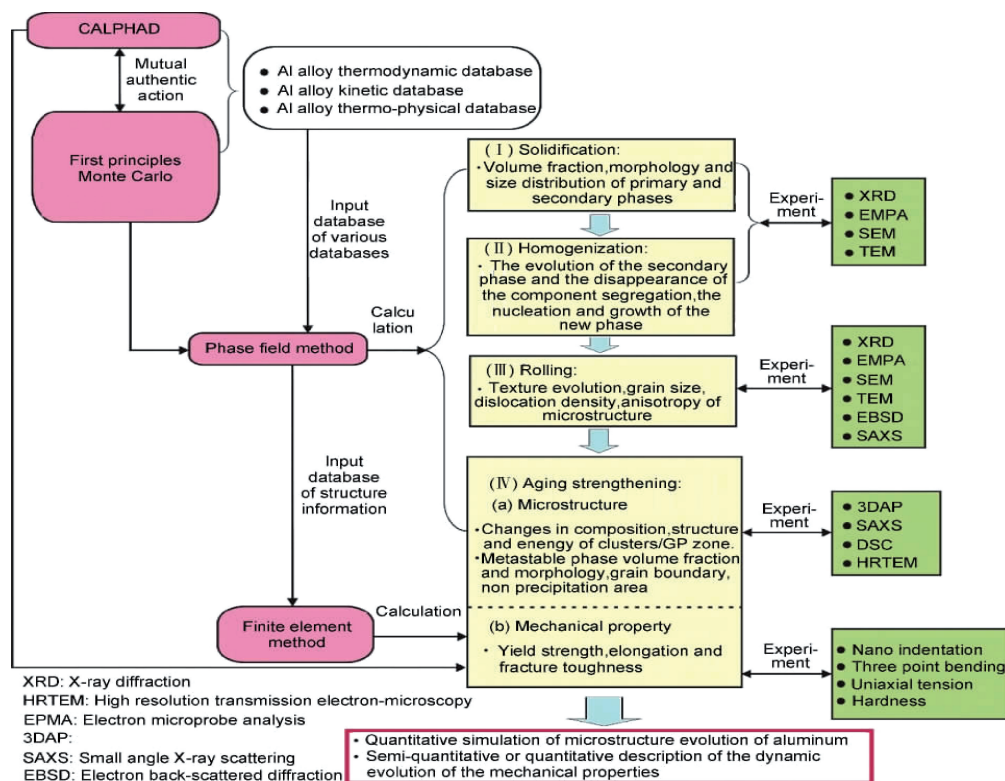 CALPHAD
Mutual
authentic
action
First principles
Monte Carlo
● Al alloy thermodynamic database
● Al alloy kinetic database
● Al alloy thermo-physical database
Input
database
of various
databases
Calcu
lation
Phase field method
Input
database
of structure
information
Calculation
Finite element
method
(Ⅰ) Solidification:
·Volume fraction,morphology and
size distribution of primary and
secondary phases
Experi-
ment
● XRD
● EMPA
● SEM
● TEM
(Ⅱ) Homogenization:
· The evolution of the secondary
phase and the disappearance of
the component segregation,the
nucleation and growth of the
new phase
(Ⅲ) Rolling:
· Texture evolution,grain size,
dislocation density,anisotropy of
microstructure
Experi-
ment
● XRD
● EMPA
● SEM
● TEM
● EBSD
● SAXS
(Ⅳ) Aging strengthening:
(a) Microstructure
· Changes in composition,structure
and energy of clusters/GP zone.
·Metastable phase volume fraction
and morphology,grain boundary,
non precipitation area
Experi-
ment
● 3DAP
● SAXS
● DSC
● HRTEM
(b) Mechanical property
· Yield strength,elongation and
fracture toughness
Experi-
ment
● Nano indentation
● Three point bending
● Uniaxial tension
● Hardness
XRD: X-ray diffraction
HRTEM: High resolution transmission electron-microscopy
EPMA: Electron microprobe analysis
3DAP:
SAXS: Small angle X-ray scattering
EBSD: Electron back-scattered diffraction
· Quantitative simulation of microstructure evolution of aluminum
· Semi-quantitative or quantitative description of the dynamic
evolution of the mechanical properties